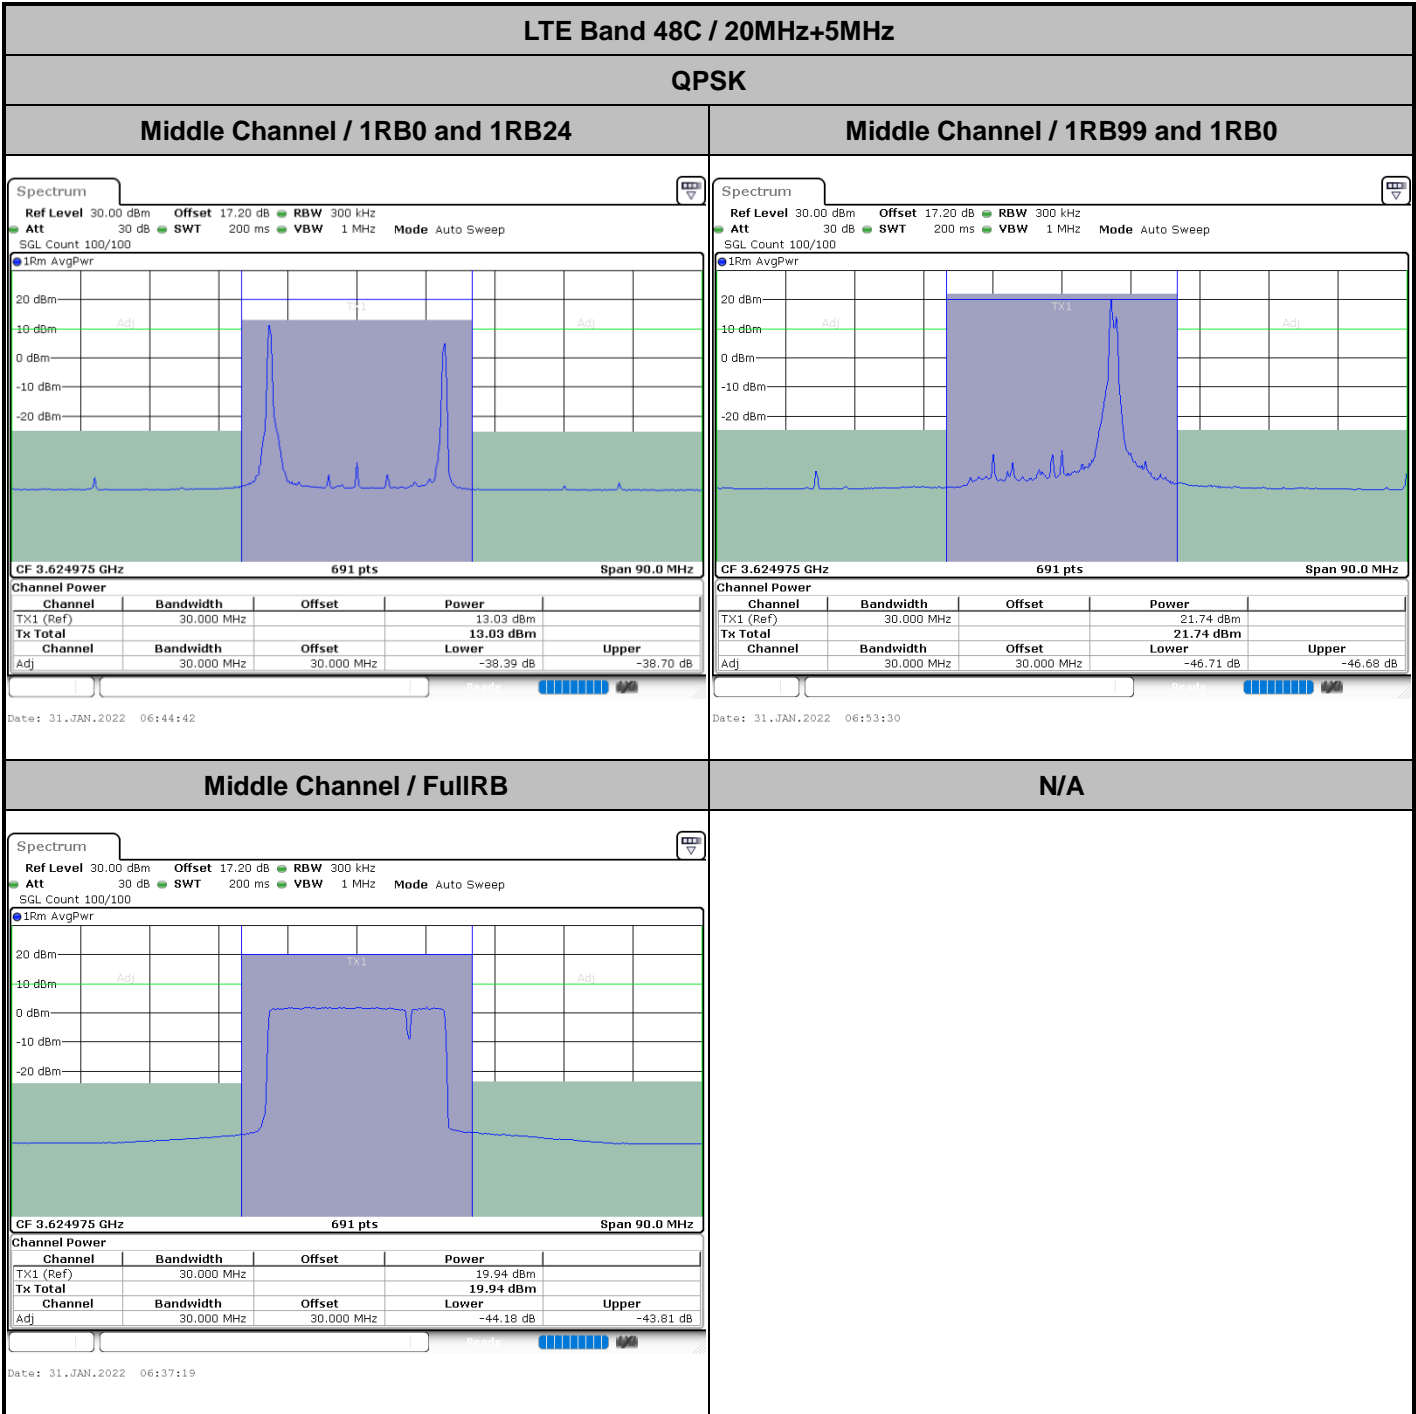 LTE Band 48C / 20MHz+5MHz
QPSK
Middle Channel / 1RB0 and 1RB24
Middle Channel / 1RB99 and 1RB0
Spectrum
Ref Level 30.00 dBm Offset 17.20 dB RBW 300 kHz
Att 30 dB SWT 200 ms VBW 1 MHz Mode Auto Sweep
SGL Count 100/100
1Rm AvgPwr
TX1
Adj
Adj
20 dBm
10 dBm
0 dBm
-10 dBm
-20 dBm
CF 3.624975 GHz 691 pts Span 90.0 MHz
Channel Power
Channel Bandwidth Offset Power
TX1 (Ref) 30.000 MHz 13.03 dBm
Tx Total 13.03 dBm
Channel Bandwidth Offset Lower Upper
Adj 30.000 MHz 30.000 MHz -38.39 dB -38.70 dB
Ready
Date: 31.JAN.2022 06:44:42
Spectrum
Ref Level 30.00 dBm Offset 17.20 dB RBW 300 kHz
Att 30 dB SWT 200 ms VBW 1 MHz Mode Auto Sweep
SGL Count 100/100
1Rm AvgPwr
TX1
Adj
Adj
20 dBm
10 dBm
0 dBm
-10 dBm
-20 dBm
CF 3.624975 GHz 691 pts Span 90.0 MHz
Channel Power
Channel Bandwidth Offset Power
TX1 (Ref) 30.000 MHz 21.74 dBm
Tx Total 21.74 dBm
Channel Bandwidth Offset Lower Upper
Adj 30.000 MHz 30.000 MHz -46.71 dB -46.68 dB
Ready
Date: 31.JAN.2022 06:53:30
Middle Channel / FullRB
N/A
Spectrum
Ref Level 30.00 dBm Offset 17.20 dB RBW 300 kHz
Att 30 dB SWT 200 ms VBW 1 MHz Mode Auto Sweep
SGL Count 100/100
1Rm AvgPwr
TX1
Adj
Adj
20 dBm
10 dBm
0 dBm
-10 dBm
-20 dBm
CF 3.624975 GHz 691 pts Span 90.0 MHz
Channel Power
Channel Bandwidth Offset Power
TX1 (Ref) 30.000 MHz 19.94 dBm
Tx Total 19.94 dBm
Channel Bandwidth Offset Lower Upper
Adj 30.000 MHz 30.000 MHz -44.18 dB -43.81 dB
Ready
Date: 31.JAN.2022 06:37:19